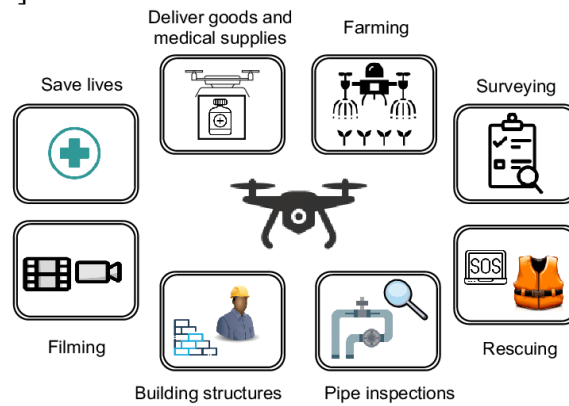 Deliver goods and
medical supplies
Farming
Save lives
Surveying
SOS
Filming
Rescuing
Building structures
Pipe inspections